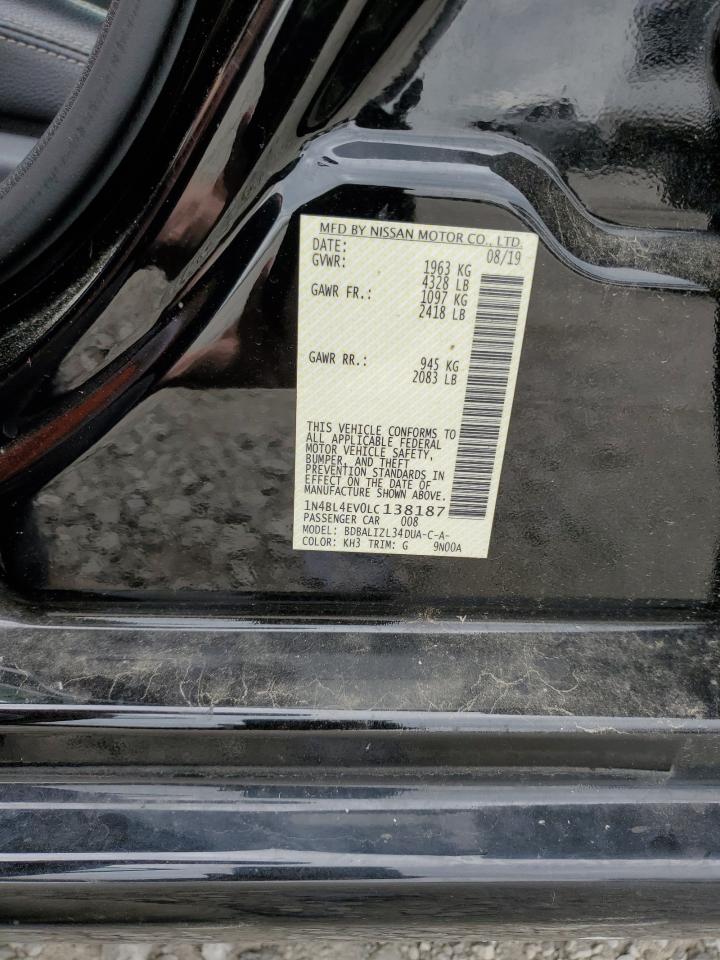 MFD BY NISSAN MOTOR CO., LTD.
DATE: 08/19
GVWR: 1963 KG
4328 LB
GAWR FR.: 1097 KG
2418 LB
GAWR RR.: 945 KG
2083 LB
THIS VEHICLE CONFORMS TO
ALL APPLICABLE FEDERAL
MOTOR VEHICLE SAFETY,
BUMPER, AND THEFT
PREVENTION STANDARDS IN
EFFECT ON THE DATE OF
MANUFACTURE SHOWN ABOVE.
1N4BL4EV0LC138187
PASSENGER CAR 008
MODEL: BDBALIZL34DUA-C-A-
COLOR: KH3 TRIM: G 9N00A